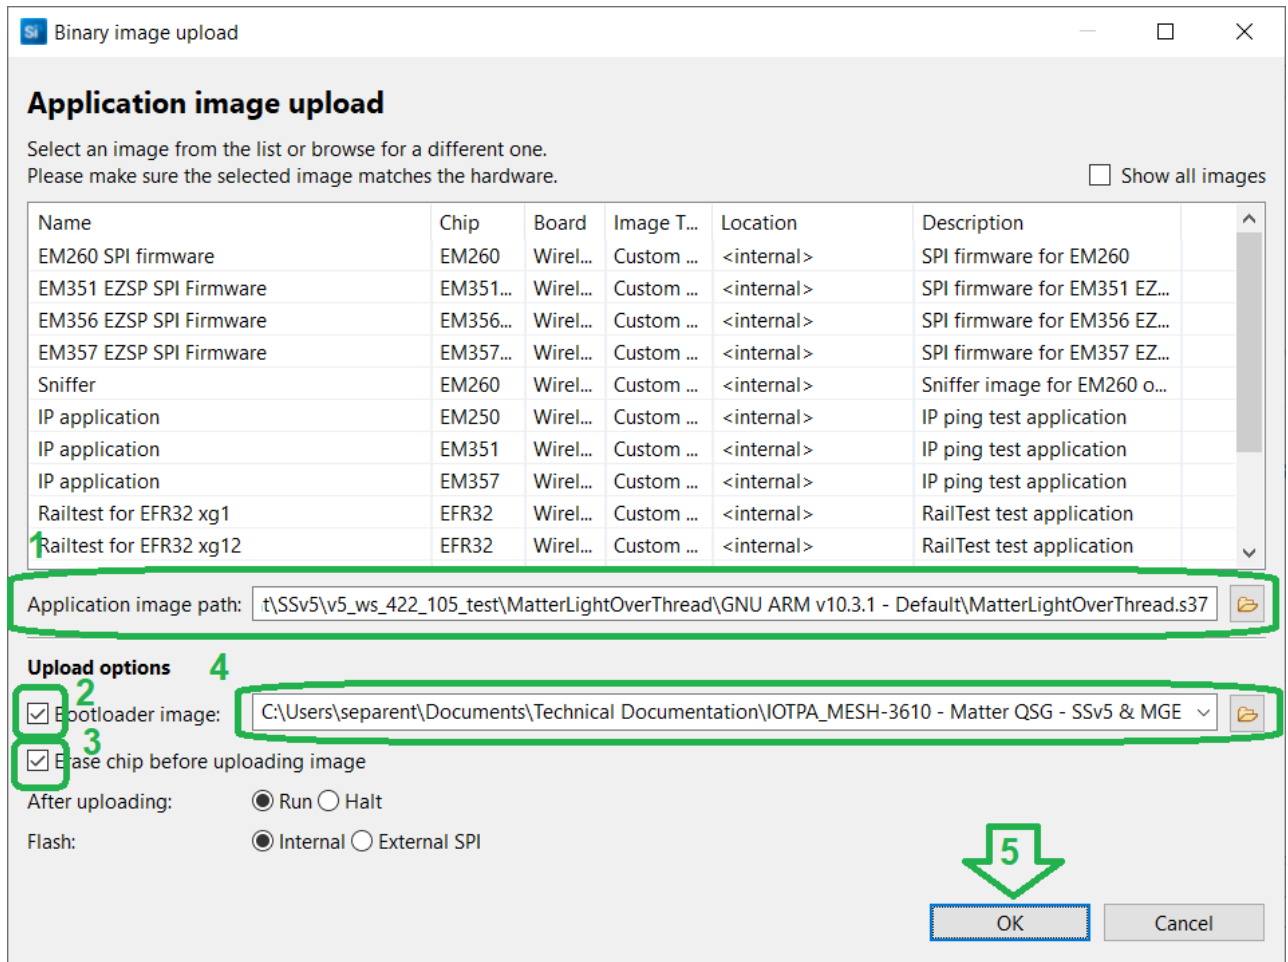 Si Binary image upload
Application image upload
Select an image from the list or browse for a different one.
Please make sure the selected image matches the hardware.
Show all images
Name Chip Board Image T... Location Description
EM260 SPI firmware EM260 Wirel... Custom ... <internal> SPI firmware for EM260
EM351 EZSP SPI Firmware EM351... Wirel... Custom ... <internal> SPI firmware for EM351 EZ...
EM356 EZSP SPI Firmware EM356... Wirel... Custom ... <internal> SPI firmware for EM356 EZ...
EM357 EZSP SPI Firmware EM357... Wirel... Custom ... <internal> SPI firmware for EM357 EZ...
Sniffer EM260 Wirel... Custom ... <internal> Sniffer image for EM260 o...
IP application EM250 Wirel... Custom ... <internal> IP ping test application
IP application EM351 Wirel... Custom ... <internal> IP ping test application
IP application EM357 Wirel... Custom ... <internal> IP ping test application
Railtest for EFR32 xg1 EFR32 Wirel... Custom ... <internal> RailTest test application
Railtest for EFR32 xg12 EFR32 Wirel... Custom ... <internal> RailTest test application
1
Application image path: t\SSv5\v5_ws_422_105_test\MatterLightOverThread\GNU ARM v10.3.1 - Default\MatterLightOverThread.s37
Upload options 4
2
Bootloader image: C:\Users\separent\Documents\Technical Documentation\IOTPA_MESH-3610 - Matter QSG - SSv5 & MGE
3
Erase chip before uploading image
After uploading: Run Halt
Flash: Internal External SPI
5
OK Cancel